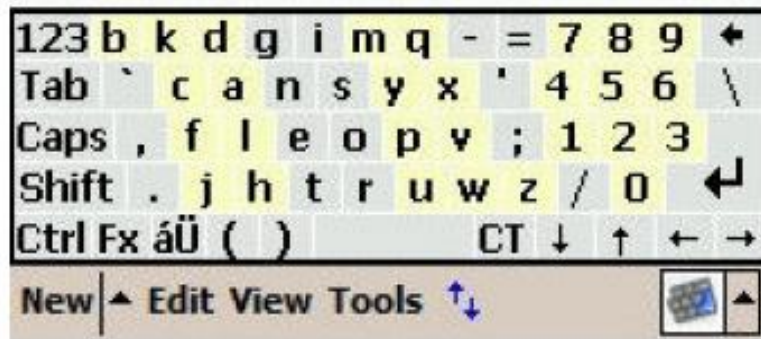 123 b k d g i m q - = 7 8 9 ←
Tab ` c a n s y x ' 4 5 6 \
Caps , f l e o p v ; 1 2 3
Shift . j h t r u w z / 0 ↵
Ctrl Fx áÜ ( ) CT ↓ ↑ ← →
New Edit View Tools